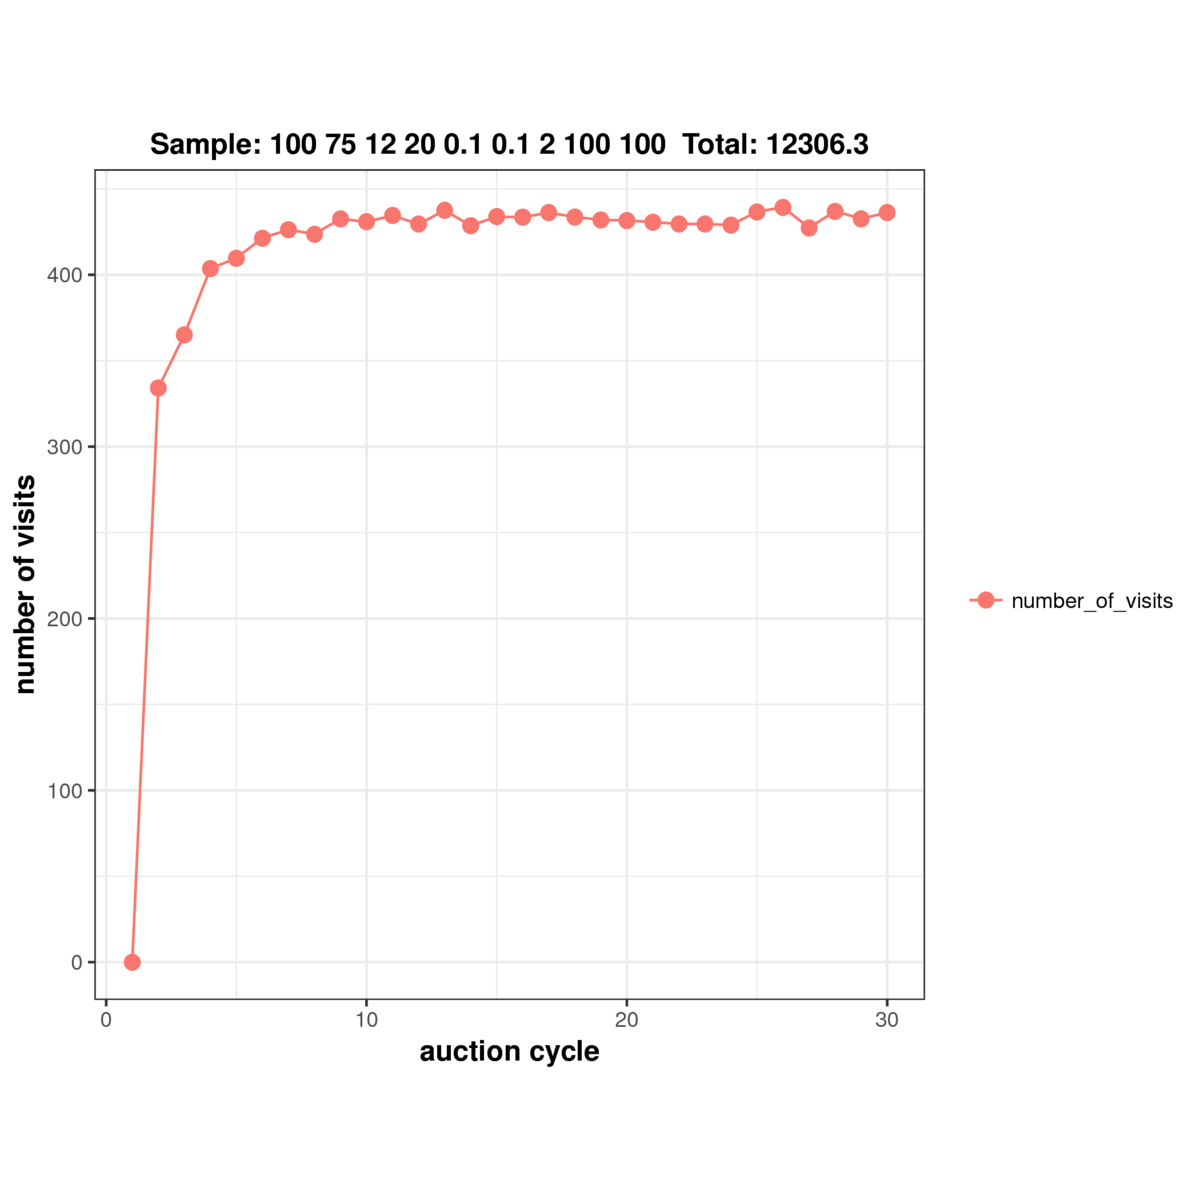 Sample: 100 75 12 20 0.1 0.1 2 100 100  Total: 12306.3
number of visits
400
300
200
100
0
0 10 20 30
auction cycle
number_of_visits